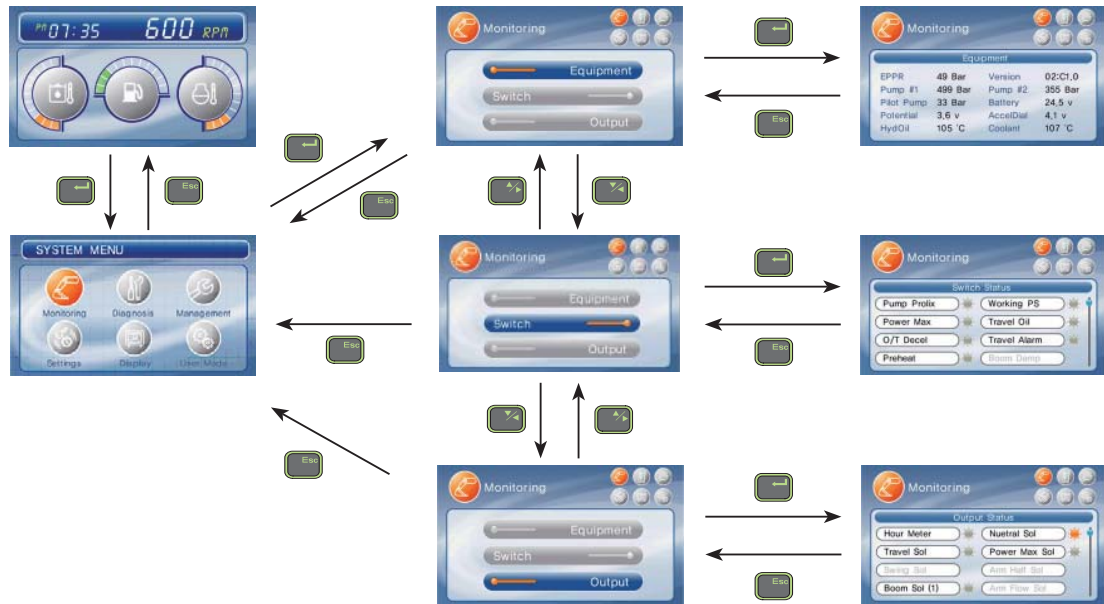 PM 07:35 600 RPM
Esc
SYSTEM MENU
Monitoring Diagnosis Management
Settings Display User Mode
Esc
Esc
Esc
Monitoring
Equipment
Switch
Output
Esc
Monitoring
Equipment
EPPR 49 Bar Version 02:C1.0
Pump #1 499 Bar Pump #2 355 Bar
Pilot Pump 33 Bar Battery 24,5 v
Potential 3,6 v AccelDial 4,1 v
HydOil 105 °C Coolant 107 °C
Monitoring
Equipment
Switch
Output
Esc
Monitoring
Switch Status
Pump Prolix Working PS
Power Max Travel Oil
O/T Decel Travel Alarm
Preheat Boom Demp
Monitoring
Equipment
Switch
Output
Esc
Monitoring
Output Status
Hour Meter Nuetral Sol
Travel Sol Power Max Sol
Swing Sol Arm Half Sol
Boom Sol (1) Arm Flow Sol